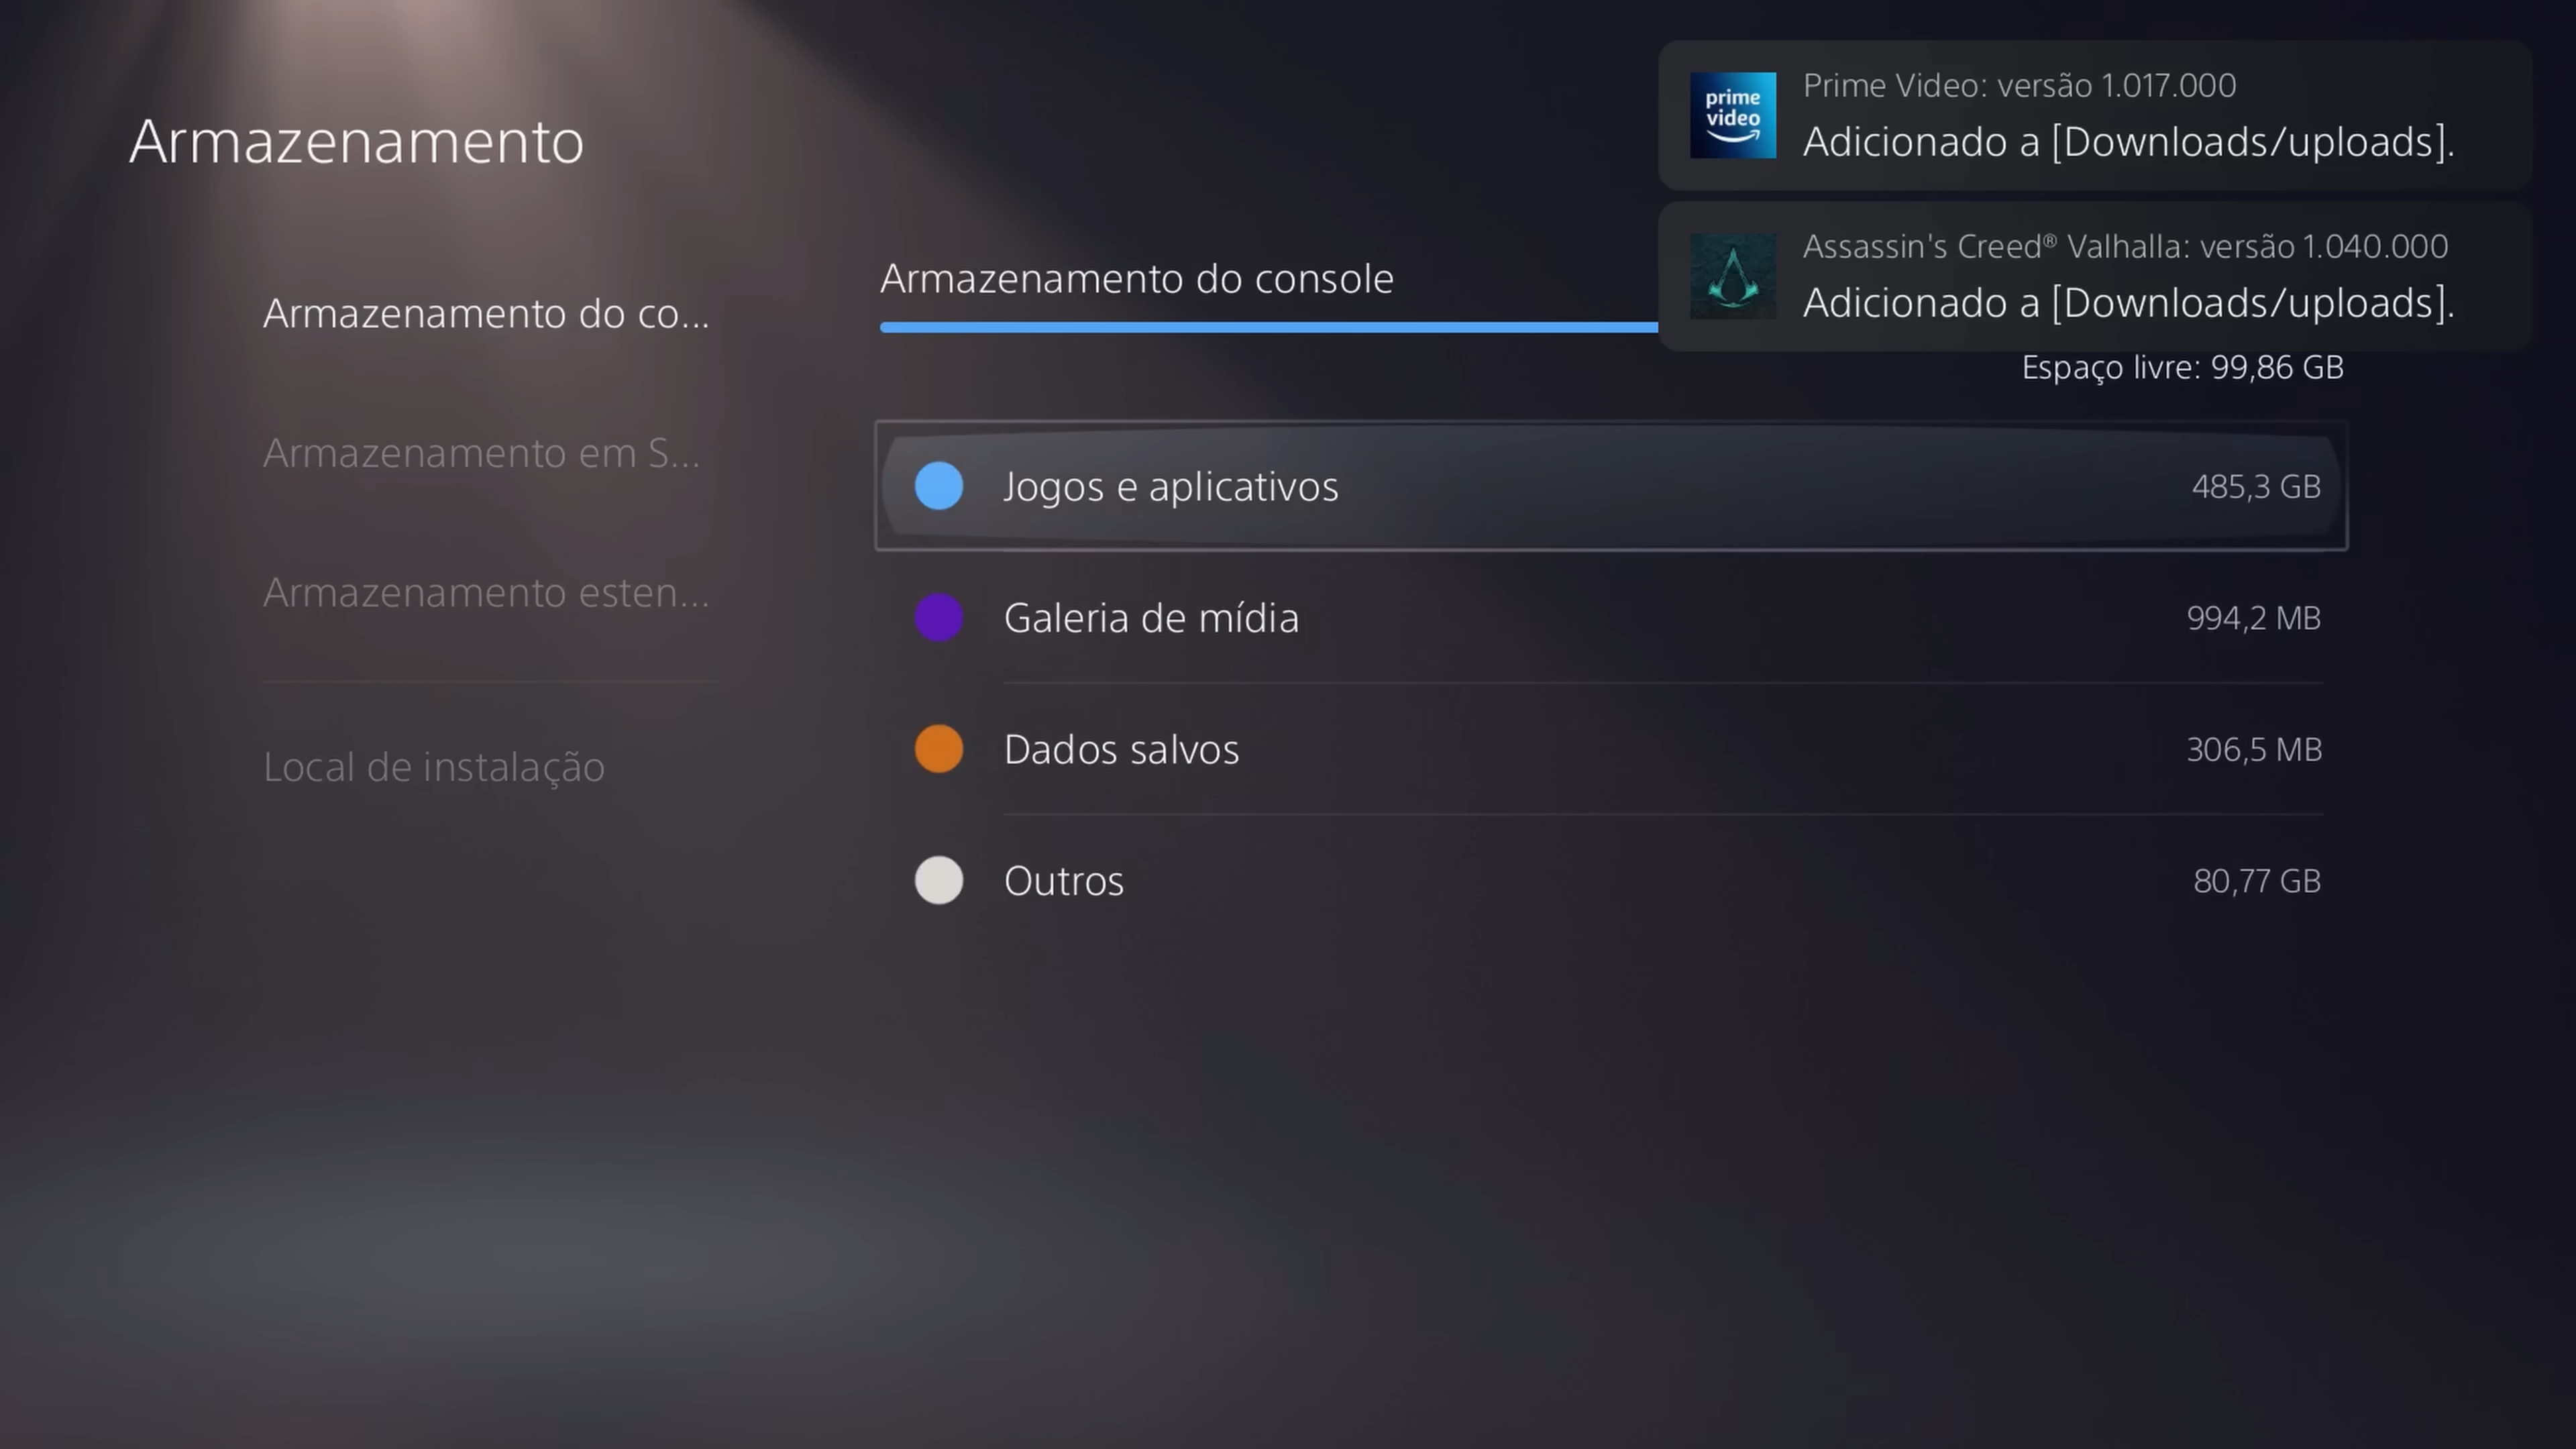 Armazenamento
prime
video
Prime Video: versão 1.017.000
Adicionado a [Downloads/uploads].
Assassin's Creed® Valhalla: versão 1.040.000
Adicionado a [Downloads/uploads].
Armazenamento do co...
Armazenamento em S...
Armazenamento esten...
Local de instalação
Armazenamento do console
Espaço livre: 99,86 GB
Jogos e aplicativos 485,3 GB
Galeria de mídia 994,2 MB
Dados salvos 306,5 MB
Outros 80,77 GB